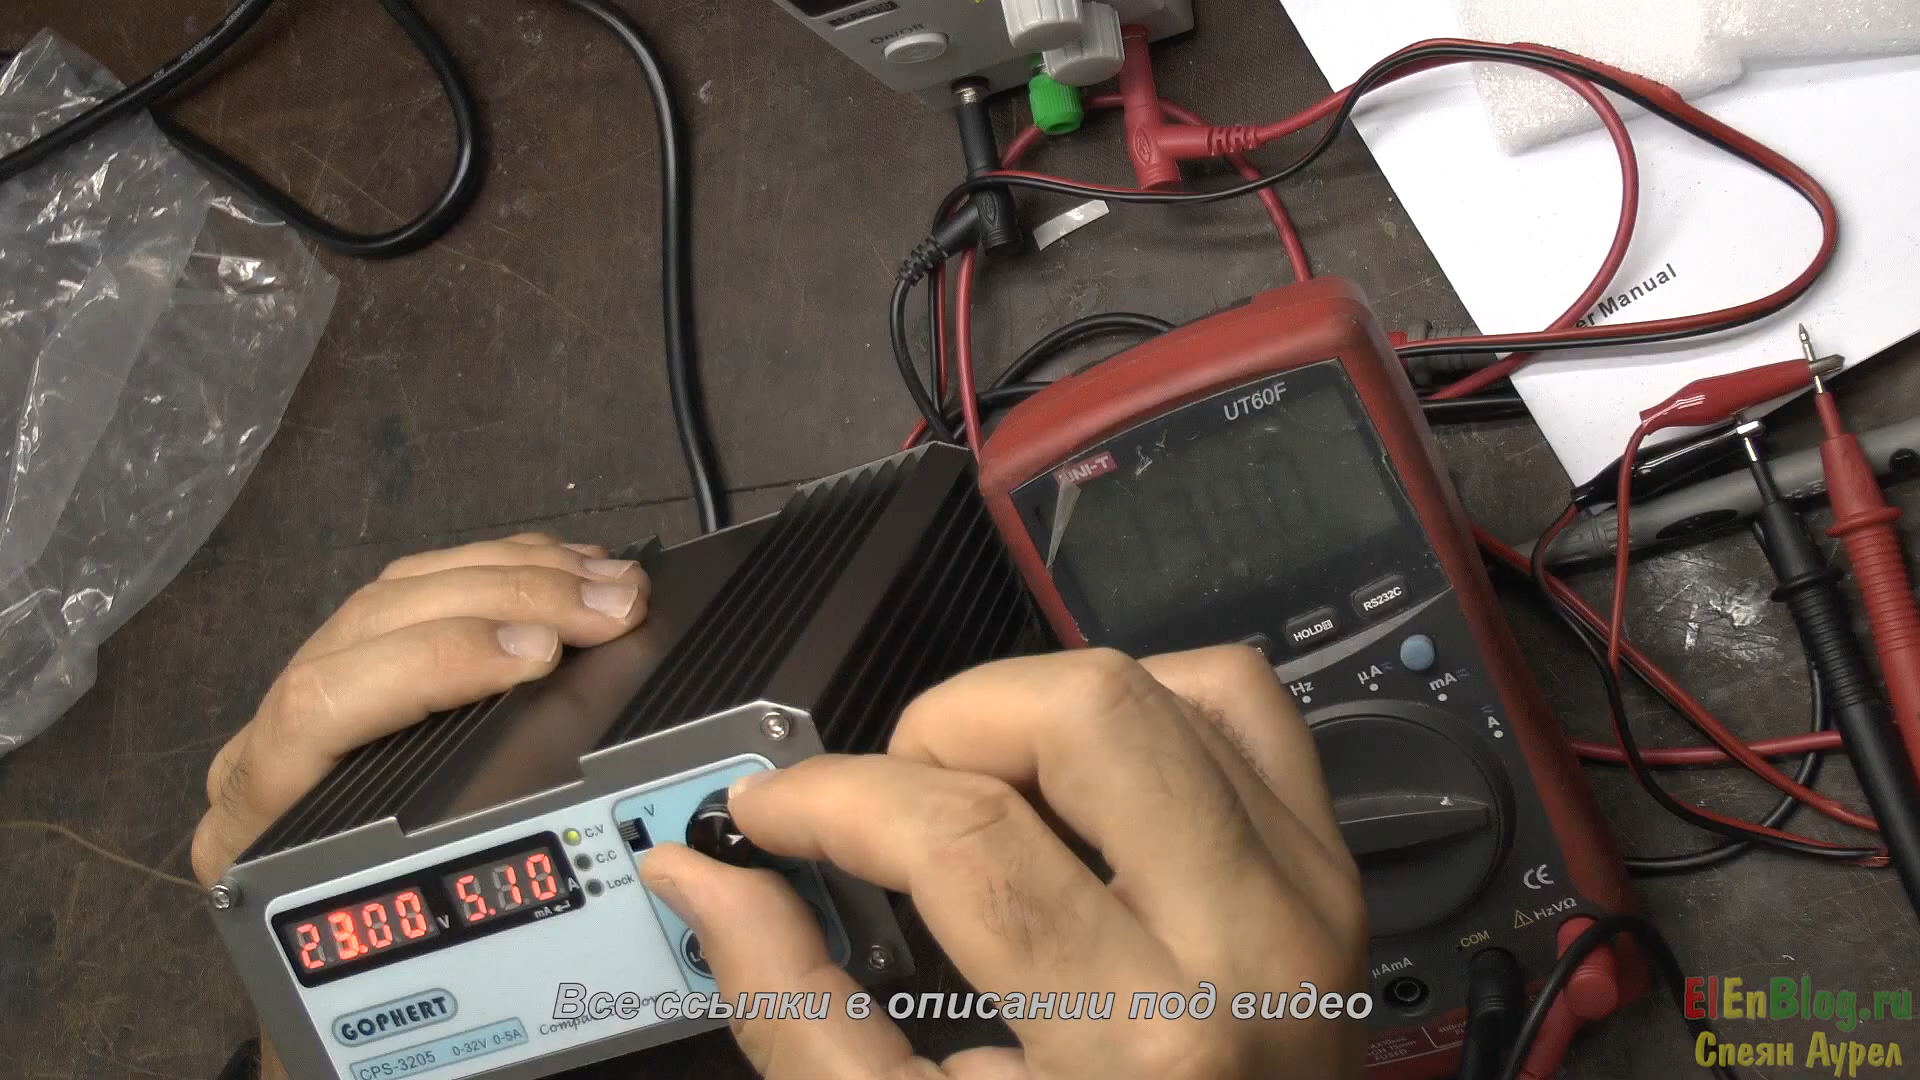 On/Off
er Manual
UT60F
UNI-T
HOLD
RS232C
Hz
µA
mA
A
V
C.V
C.C
Lock
23.00 V 5.10 A
mA
GOPHERT
CPS-3205 0-32V 0-5A
CE
HzVΩ
COM
µAmA
Все ссылки в описании под видео
ElEnBlog.ru
Спеян Аурел